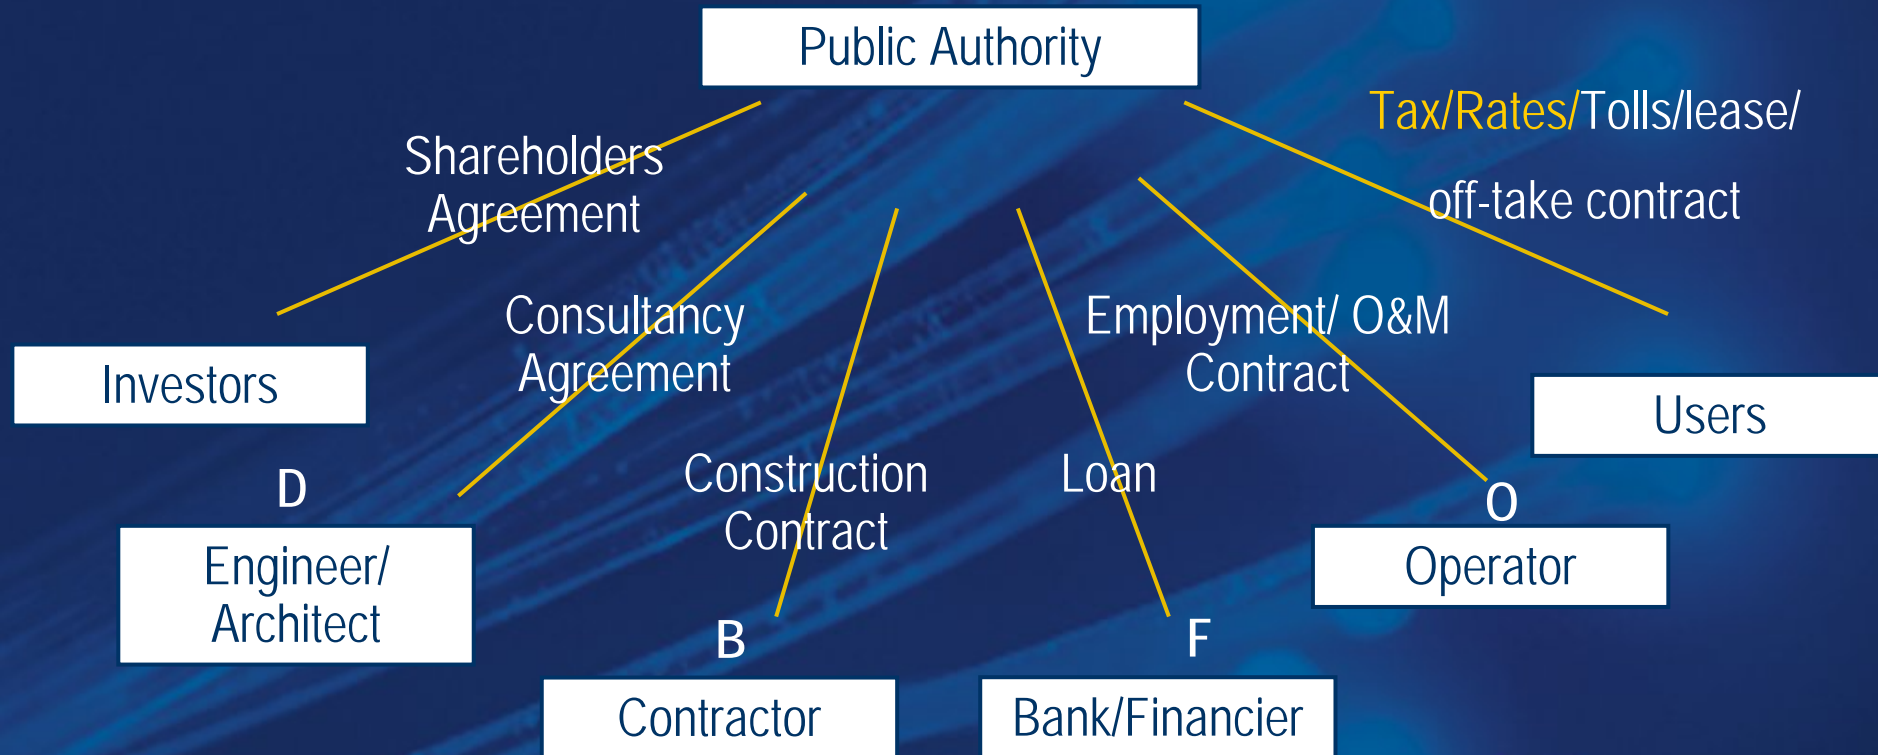 Public Authority
Tax/Rates/Tolls/lease/
off-take contract
Shareholders
Agreement
Consultancy
Agreement
Employment/ O&M
Contract
Investors
Users
Construction
Contract
Loan
D
O
Engineer/
Architect
Operator
B
F
Contractor
Bank/Financier